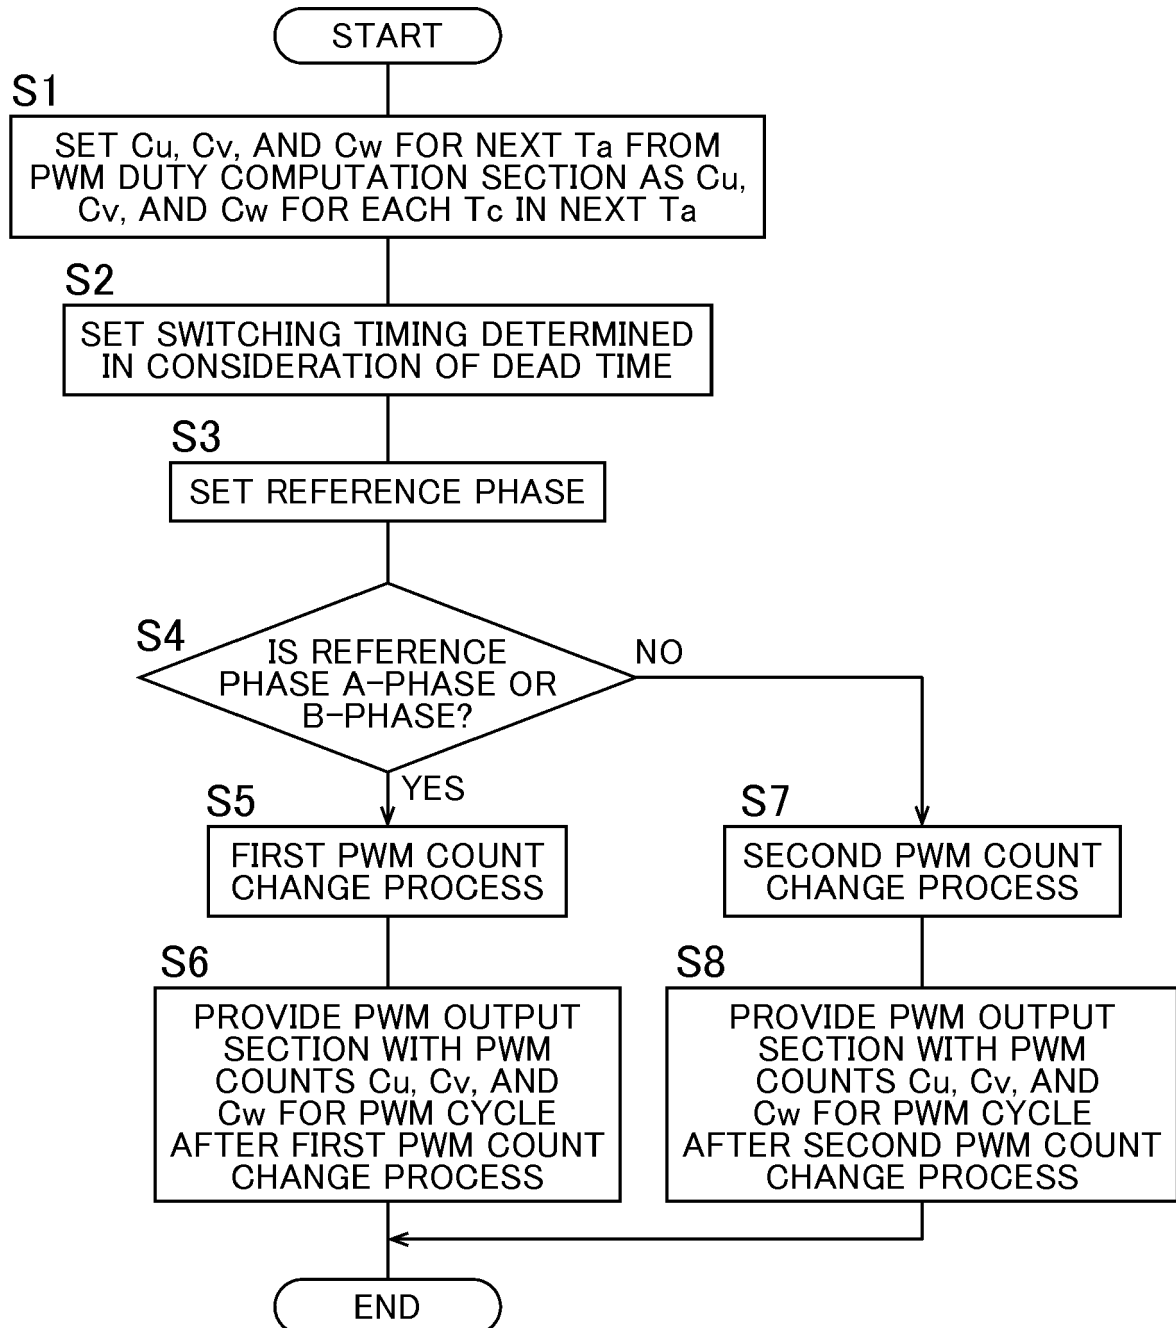 START
S1
SET Cu, Cv, AND Cw FOR NEXT Ta FROM
PWM DUTY COMPUTATION SECTION AS Cu,
Cv, AND Cw FOR EACH Tc IN NEXT Ta
S2
SET SWITCHING TIMING DETERMINED
IN CONSIDERATION OF DEAD TIME
S3
SET REFERENCE PHASE
S4
IS REFERENCE
PHASE A-PHASE OR
B-PHASE?
NO
YES
S5
FIRST PWM COUNT
CHANGE PROCESS
S6
PROVIDE PWM OUTPUT
SECTION WITH PWM
COUNTS Cu, Cv, AND
Cw FOR PWM CYCLE
AFTER FIRST PWM COUNT
CHANGE PROCESS
S7
SECOND PWM COUNT
CHANGE PROCESS
S8
PROVIDE PWM OUTPUT
SECTION WITH PWM
COUNTS Cu, Cv, AND
Cw FOR PWM CYCLE
AFTER SECOND PWM COUNT
CHANGE PROCESS
END